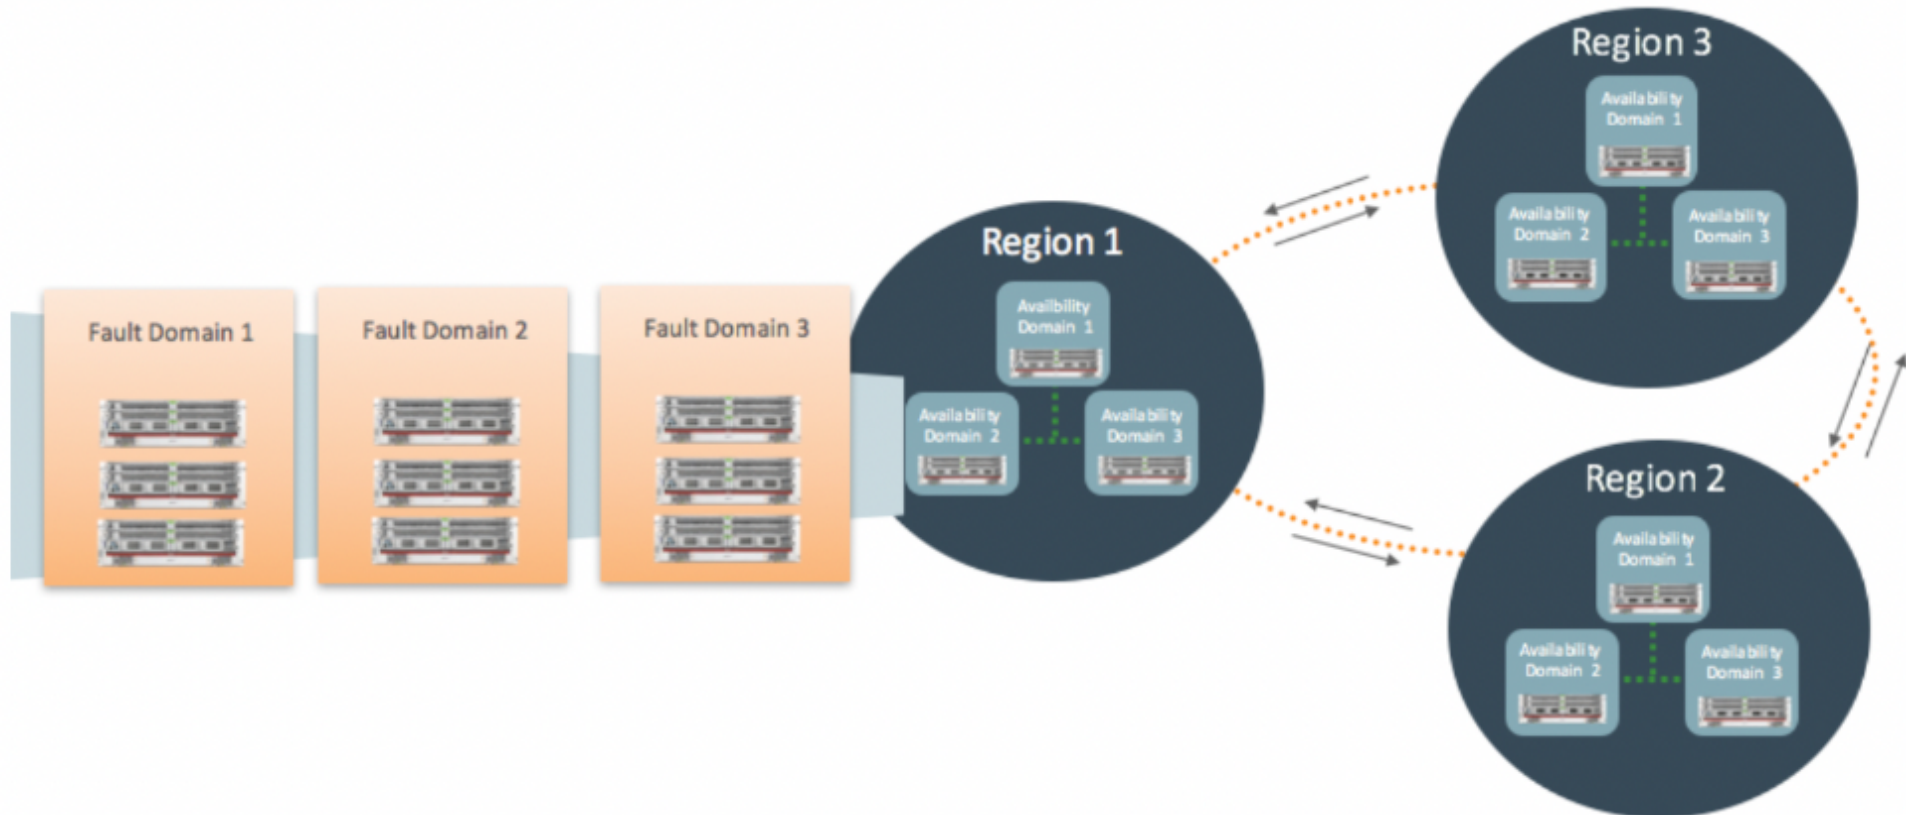 Fault Domain 1
Fault Domain 2
Fault Domain 3
Region 1
Availbility
Domain 1
Availability
Domain 2
Availability
Domain 3
Region 3
Availability
Domain 1
Availability
Domain 2
Availability
Domain 3
Region 2
Availability
Domain 1
Availability
Domain 2
Availability
Domain 3